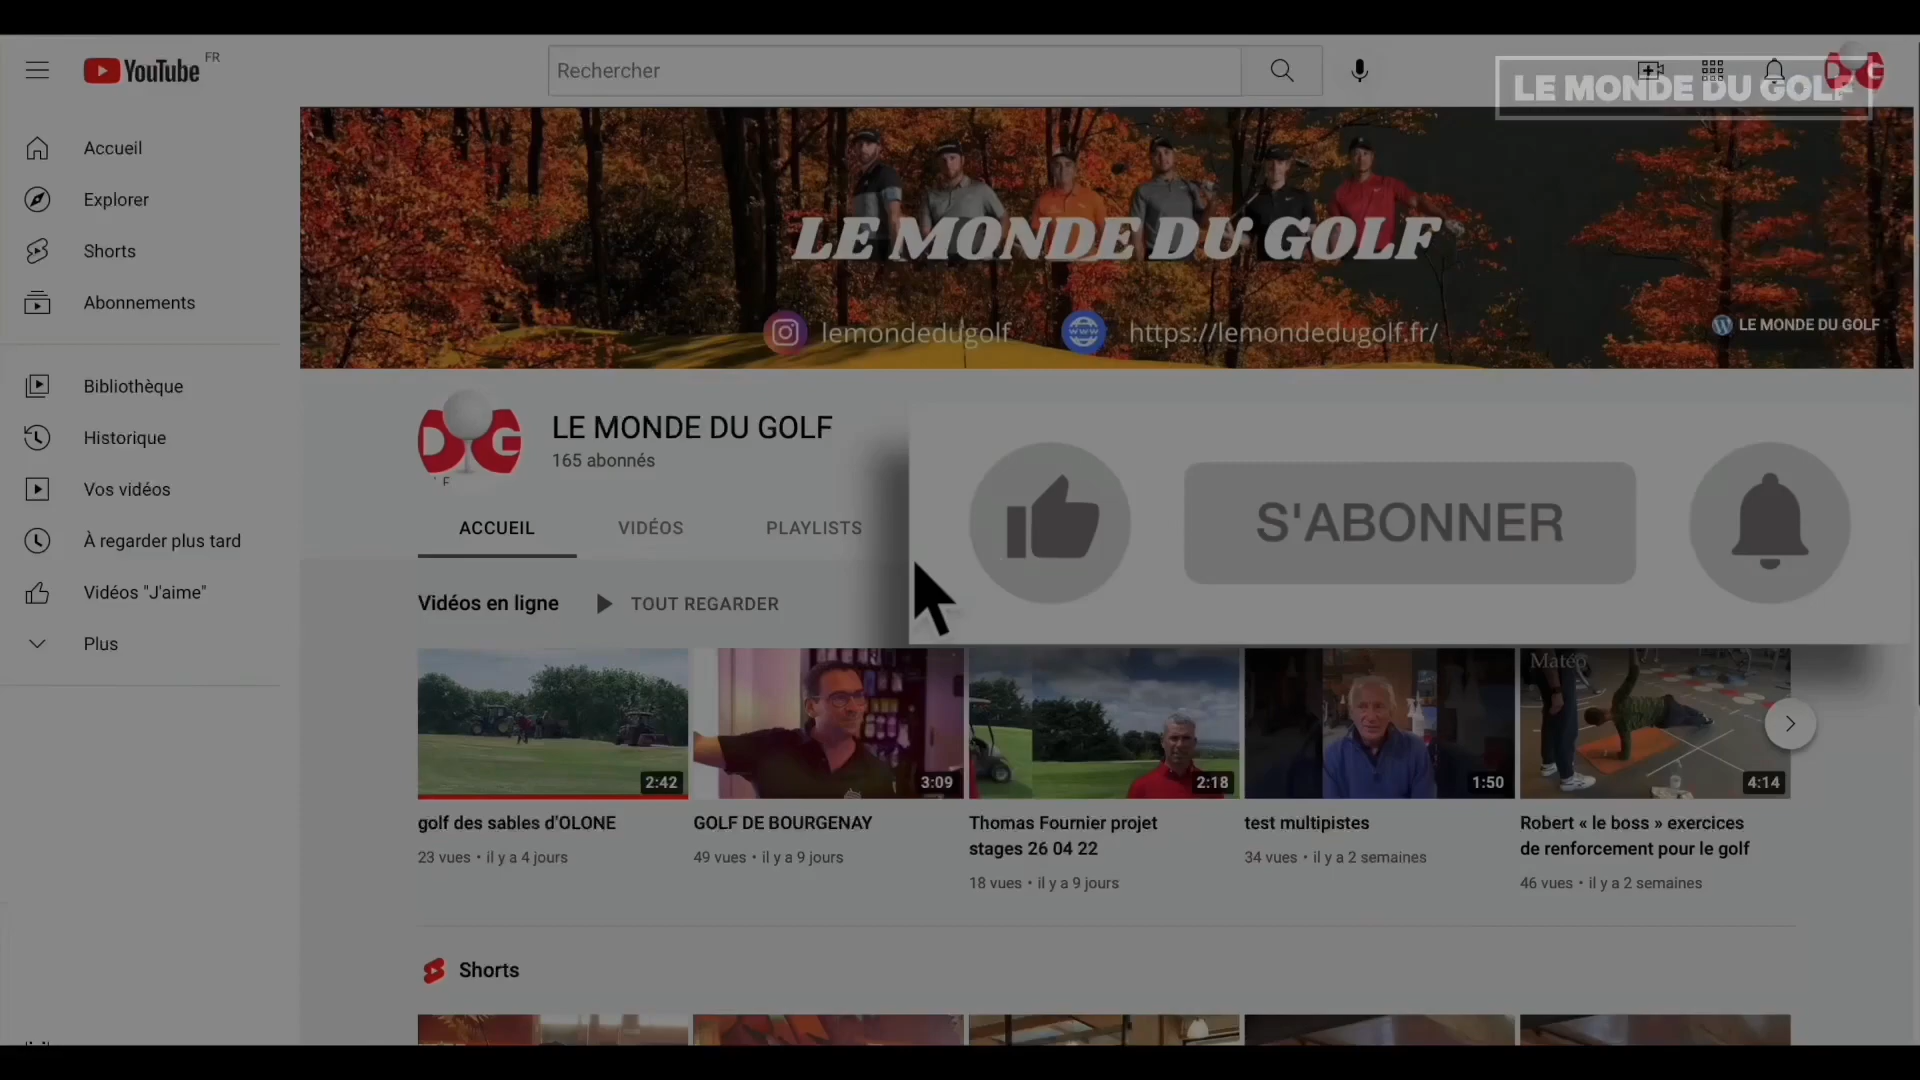 YouTube FR
Rechercher
LE MONDE DU GOLF
Accueil
Explorer
Shorts
Abonnements
Bibliothèque
Historique
Vos vidéos
À regarder plus tard
Vidéos "J'aime"
Plus
LE MONDE DU GOLF
lemondedugolf
https://lemondedugolf.fr/
LE MONDE DU GOLF
DG
LE MONDE DU GOLF
165 abonnés
ACCUEIL VIDÉOS PLAYLISTS
S'ABONNER
Vidéos en ligne TOUT REGARDER
2:42
golf des sables d'OLONE
23 vues • il y a 4 jours
3:09
GOLF DE BOURGENAY
49 vues • il y a 9 jours
2:18
Thomas Fournier projet
stages 26 04 22
18 vues • il y a 9 jours
1:50
test multipistes
34 vues • il y a 2 semaines
Matéo
4:14
Robert « le boss » exercices
de renforcement pour le golf
46 vues • il y a 2 semaines
Shorts